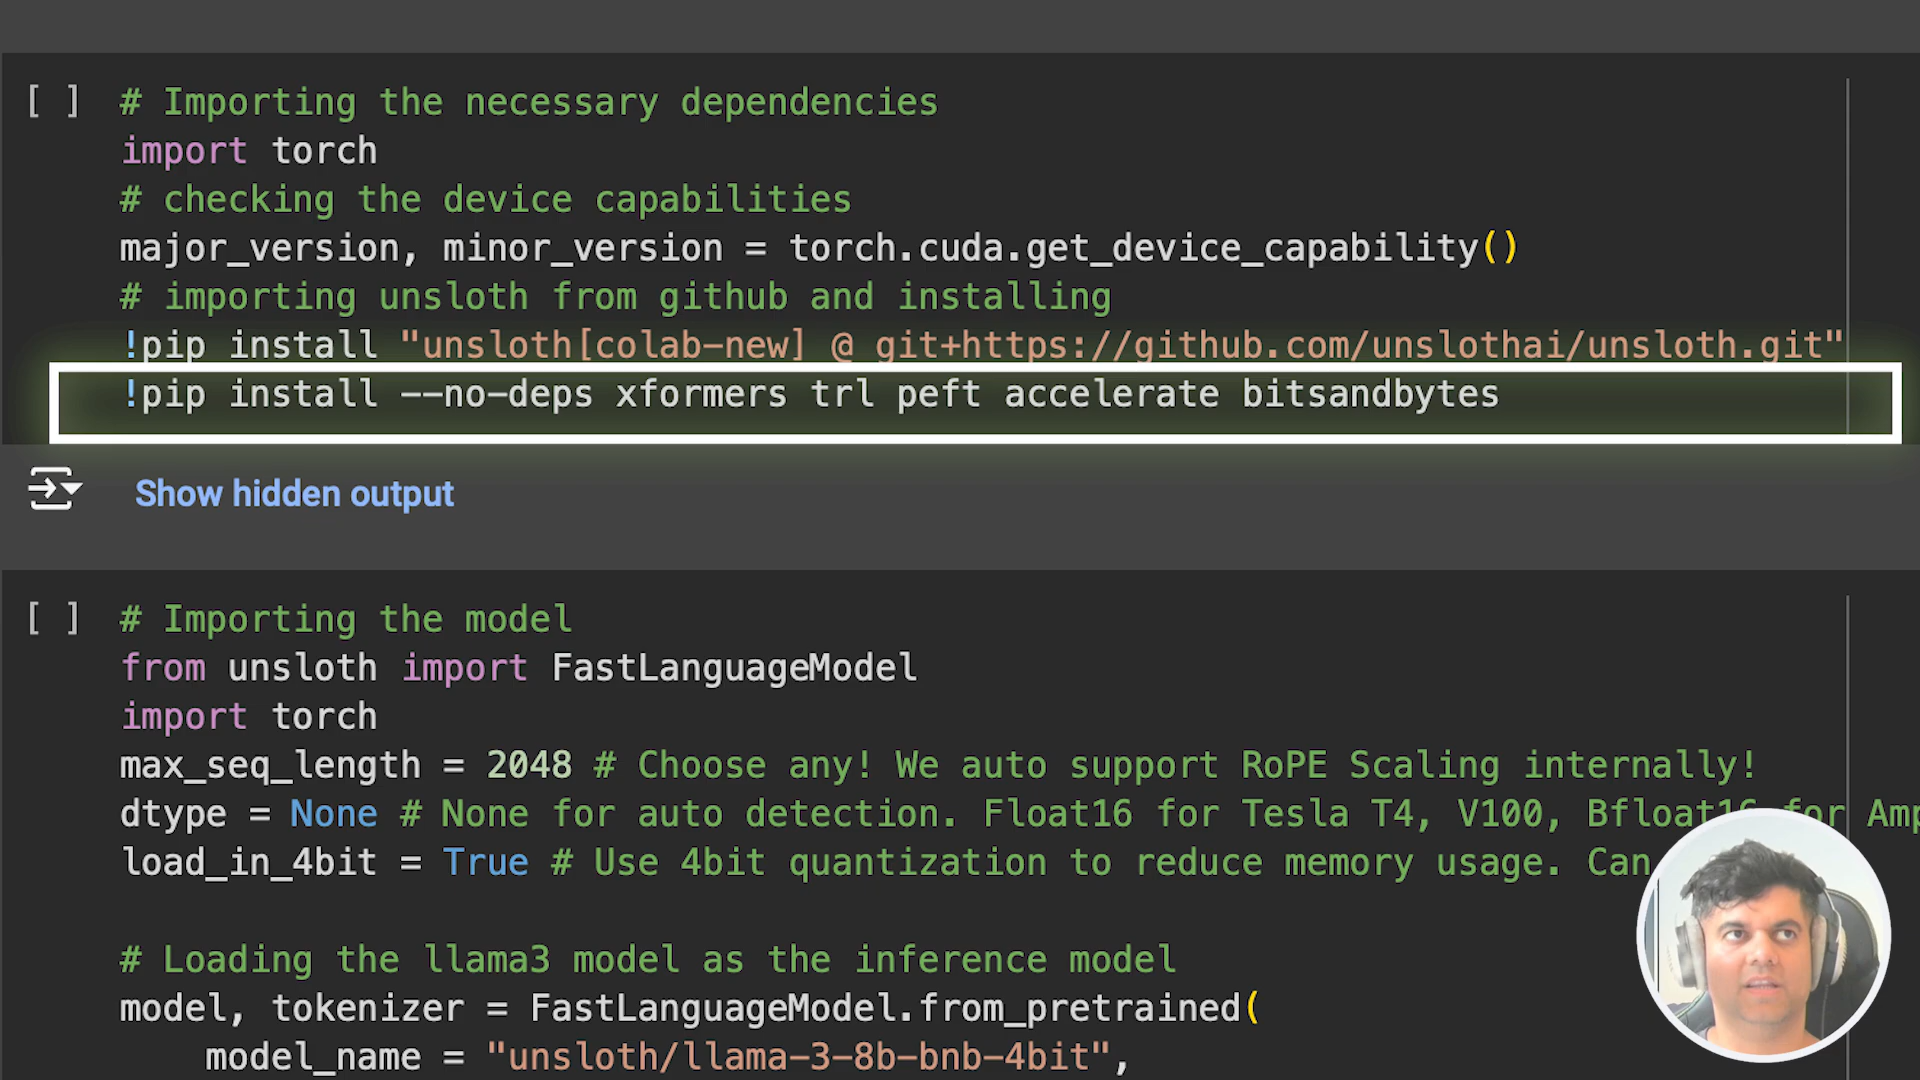 [ ] # Importing the necessary dependencies
import torch
# checking the device capabilities
major_version, minor_version = torch.cuda.get_device_capability()
# importing unsloth from github and installing
!pip install "unsloth[colab-new] @ git+https://github.com/unslothai/unsloth.git"
!pip install --no-deps xformers trl peft accelerate bitsandbytes
Show hidden output
[ ] # Importing the model
from unsloth import FastLanguageModel
import torch
max_seq_length = 2048 # Choose any! We auto support RoPE Scaling internally!
dtype = None # None for auto detection. Float16 for Tesla T4, V100, Bfloat16 for Amp
load_in_4bit = True # Use 4bit quantization to reduce memory usage. Can
# Loading the llama3 model as the inference model
model, tokenizer = FastLanguageModel.from_pretrained(
model_name = "unsloth/llama-3-8b-bnb-4bit",